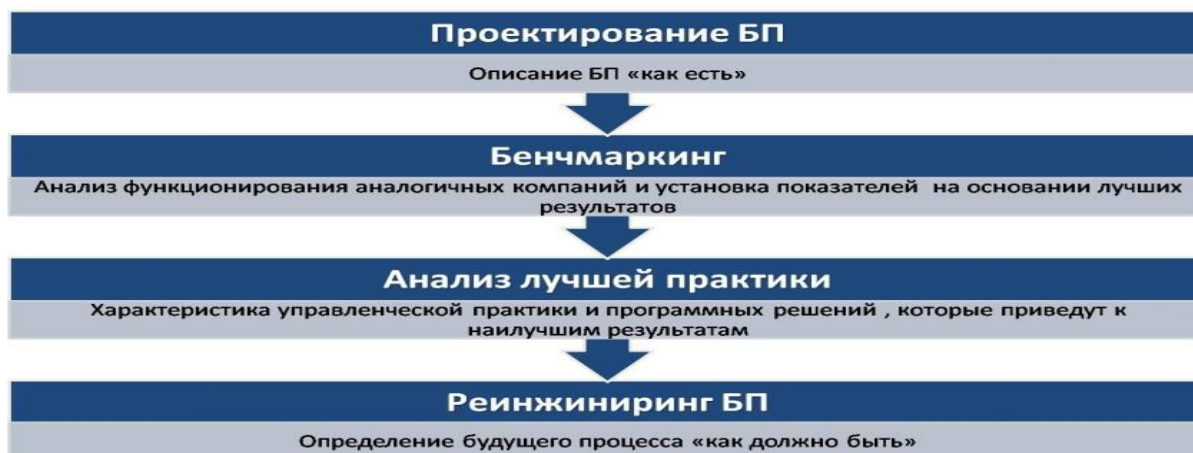 Проектирование БП
Описание БП «как есть»
Бенчмаркинг
Анализ функционирования аналогичных компаний и установка показателей на основании лучших
результатов
Анализ лучшей практики
Характеристика управленческой практики и программных решений , которые приведут к
наилучшим результатам
Реинжиниринг БП
Определение будущего процесса «как должно быть»